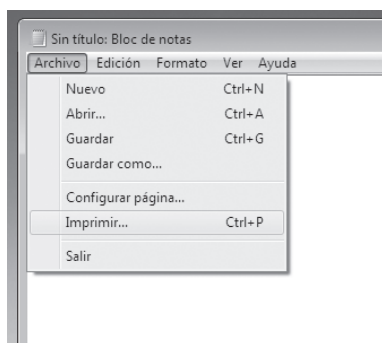 Sin título: Bloc de notas
Archivo Edición Formato Ver Ayuda
Nuevo Ctrl+N
Abrir... Ctrl+A
Guardar Ctrl+G
Guardar como...
Configurar página...
Imprimir... Ctrl+P
Salir